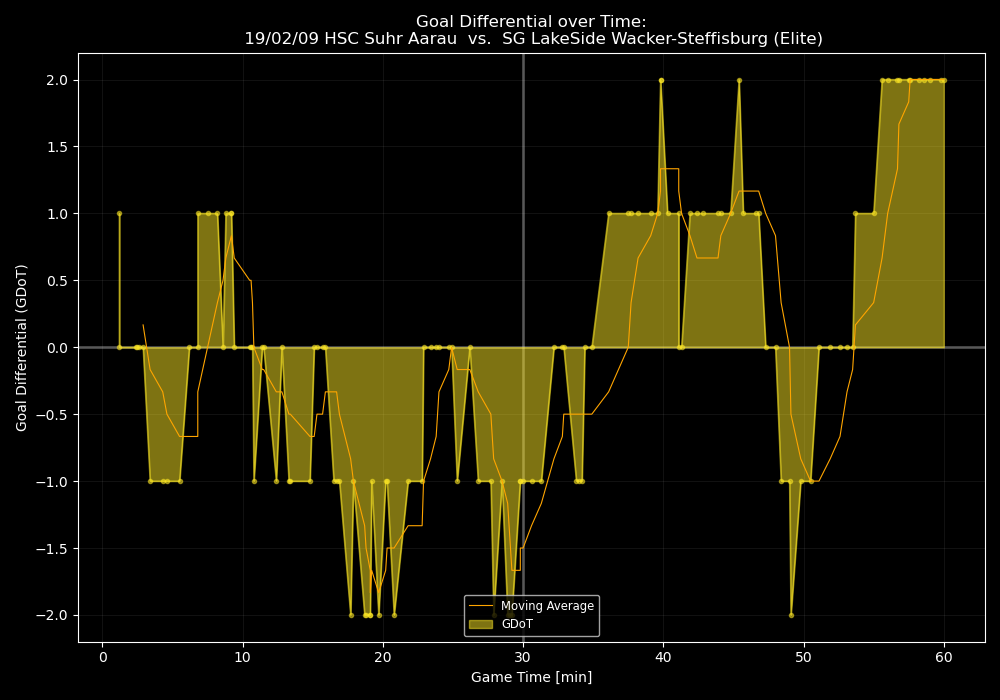 Goal Differential over Time:
19/02/09 HSC Suhr Aarau  vs.  SG LakeSide Wacker-Steffisburg (Elite)
Goal Differential (GDoT)
2.0
1.5
1.0
0.5
0.0
−0.5
−1.0
−1.5
−2.0
Moving Average
GDoT
0 10 20 30 40 50 60
Game Time [min]